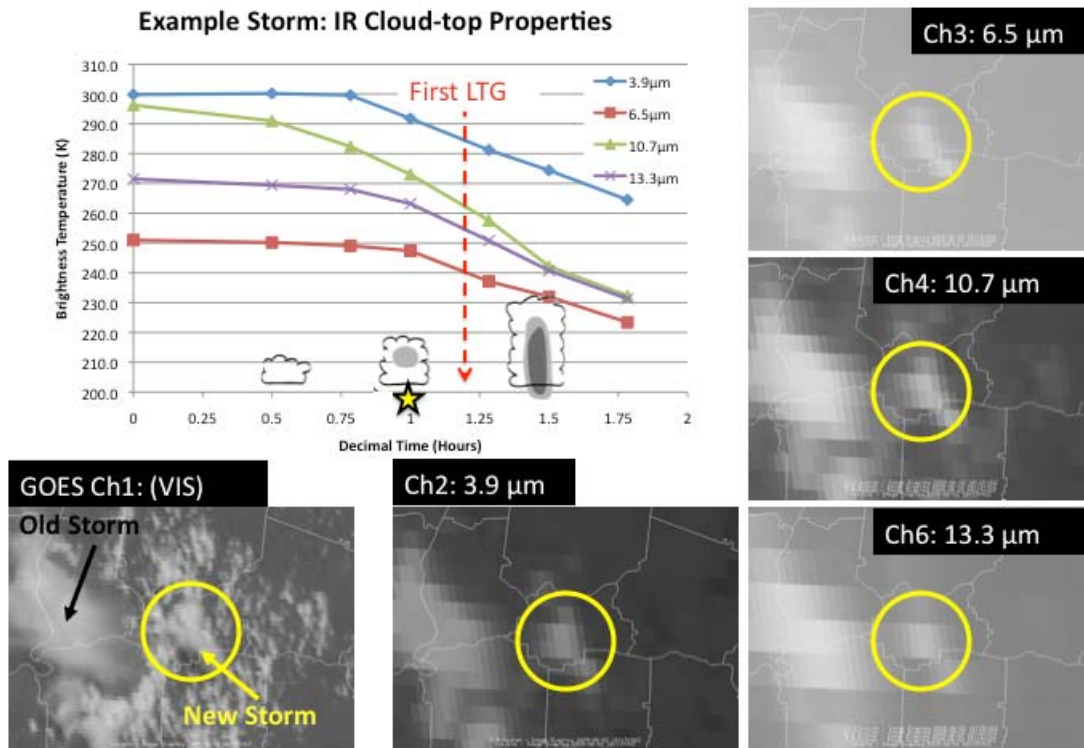 Example Storm: IR Cloud-top Properties
310.0
300.0
290.0
280.0
270.0
260.0
250.0
240.0
230.0
220.0
210.0
200.0
Brightness Temperature (K)
0
0.25
0.5
0.75
1
1.25
1.5
1.75
2
Decimal Time (Hours)
First LTG
3.9μm
6.5μm
10.7μm
13.3μm
Ch3: 6.5 μm
Ch4: 10.7 μm
GOES Ch1: (VIS)
Old Storm
New Storm
Ch2: 3.9 μm
Ch6: 13.3 μm